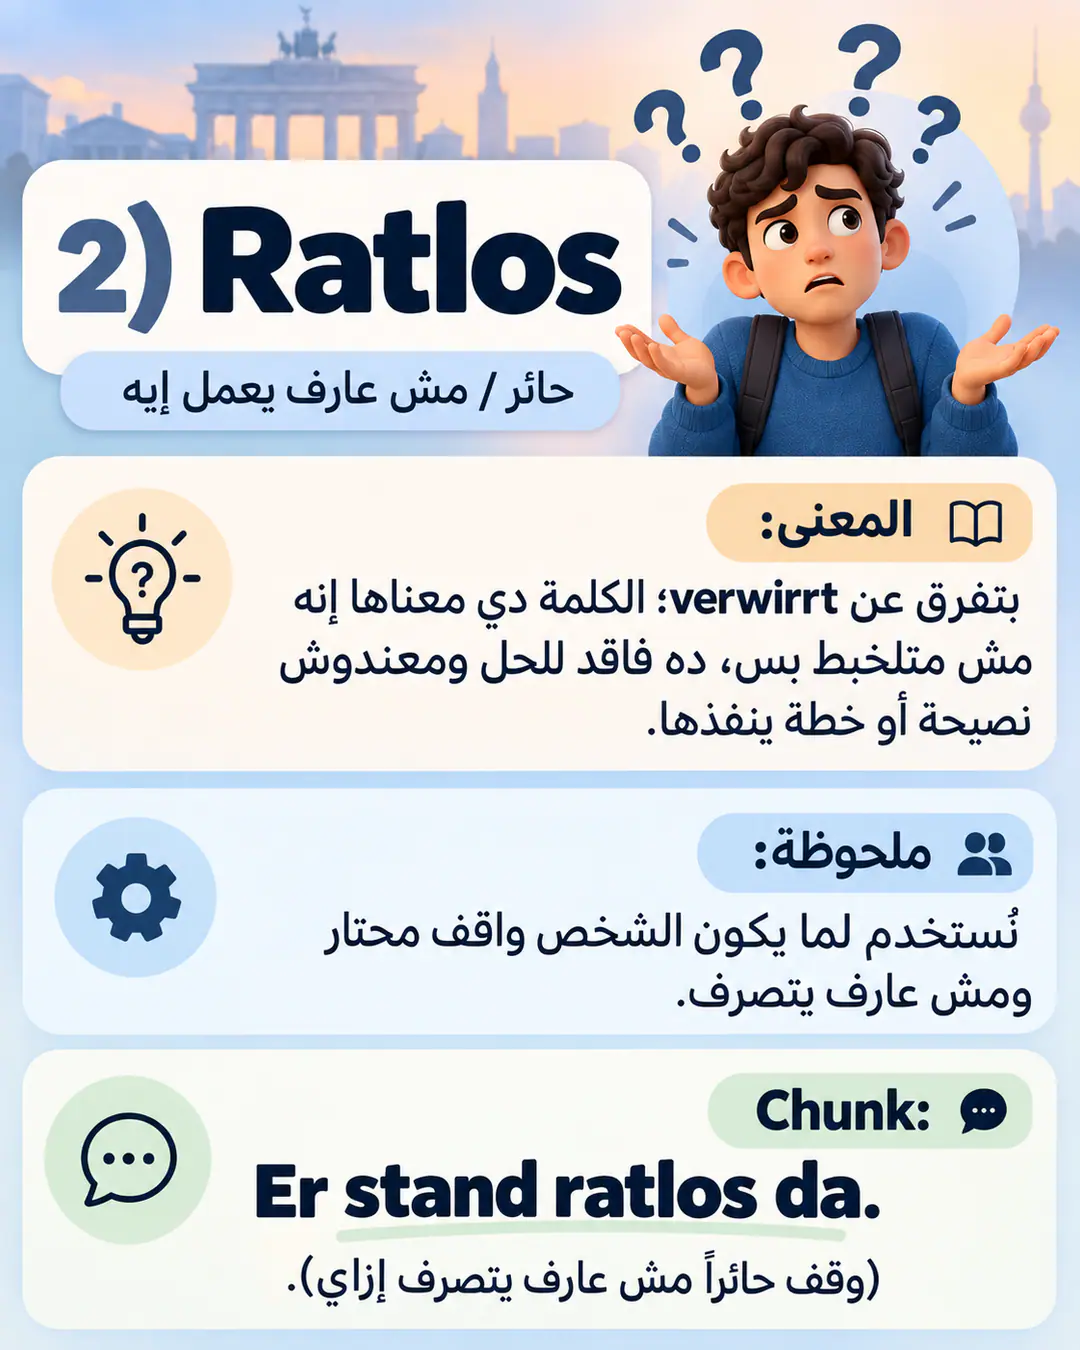 2) Ratlos
حائر / مش عارف يعمل إيه
المعنى:
بتفرق عن verwirrt؛ الكلمة دي معناها إنه
مش متلخبط بس، ده فاقد للحل ومعندوش
نصيحة أو خطة ينفذها.
ملحوظة:
نُستخدم لما يكون الشخص واقف محتار
ومش عارف يتصرف.
Chunk:
Er stand ratlos da.
(وقف حائراً مش عارف يتصرف إزاي).